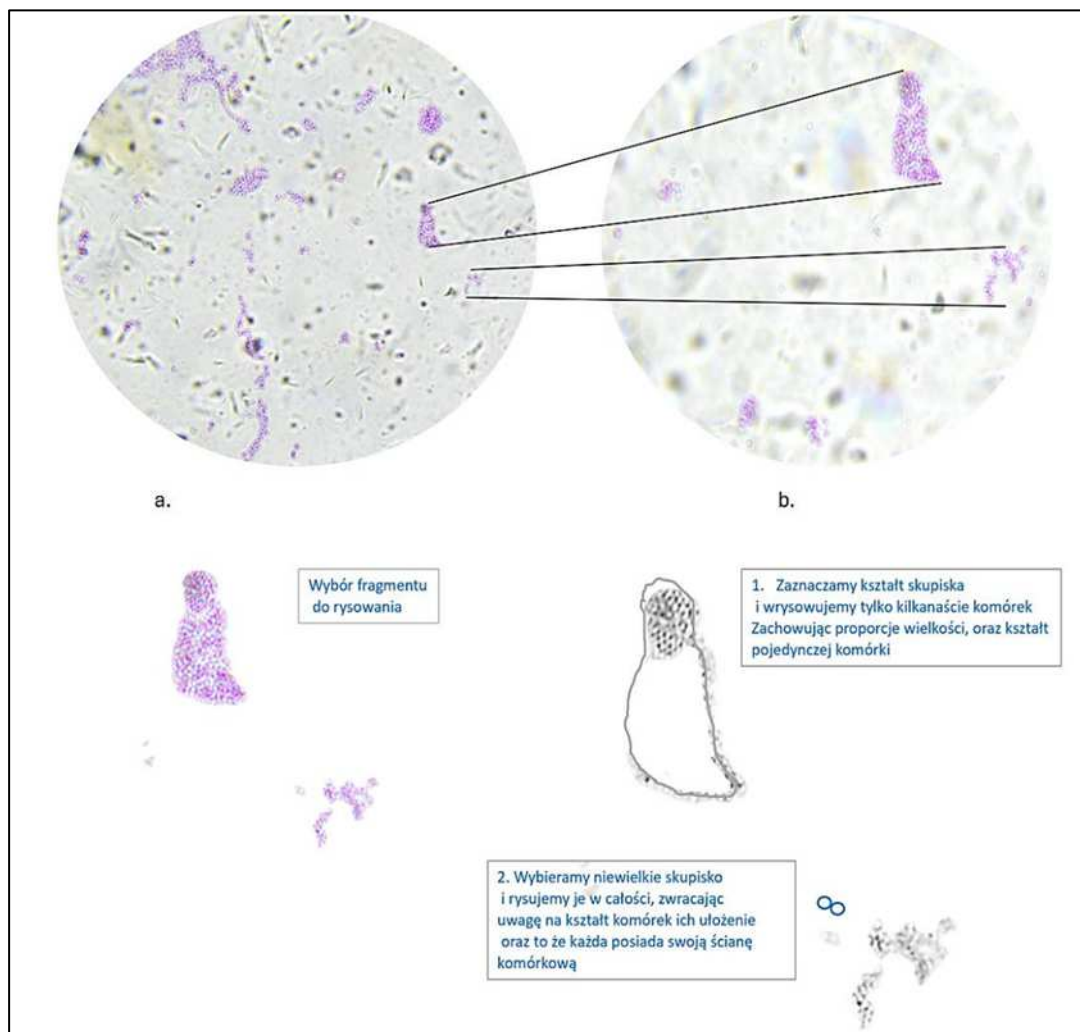 a.
b.
Wybór fragmentu
do rysowania
1. Zaznaczamy kształt skupiska
i wrysowujemy tylko kilkanaście komórek
Zachowując proporcje wielkości, oraz kształt
pojedynczej komórki
2. Wybieramy niewielkie skupisko
i rysujemy je w całości, zwracając
uwagę na kształt komórek ich ułożenie
oraz to że każda posiada swoją ścianę
komórkową